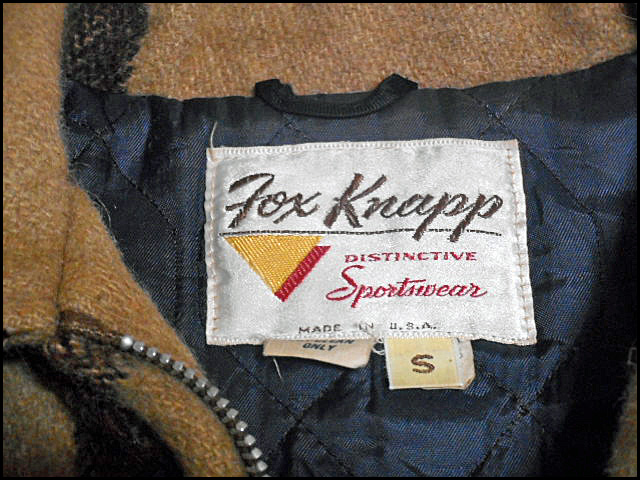 Fox Knapp
DISTINCTIVE
Sportswear
MADE IN U.S.A.
ONLY
S